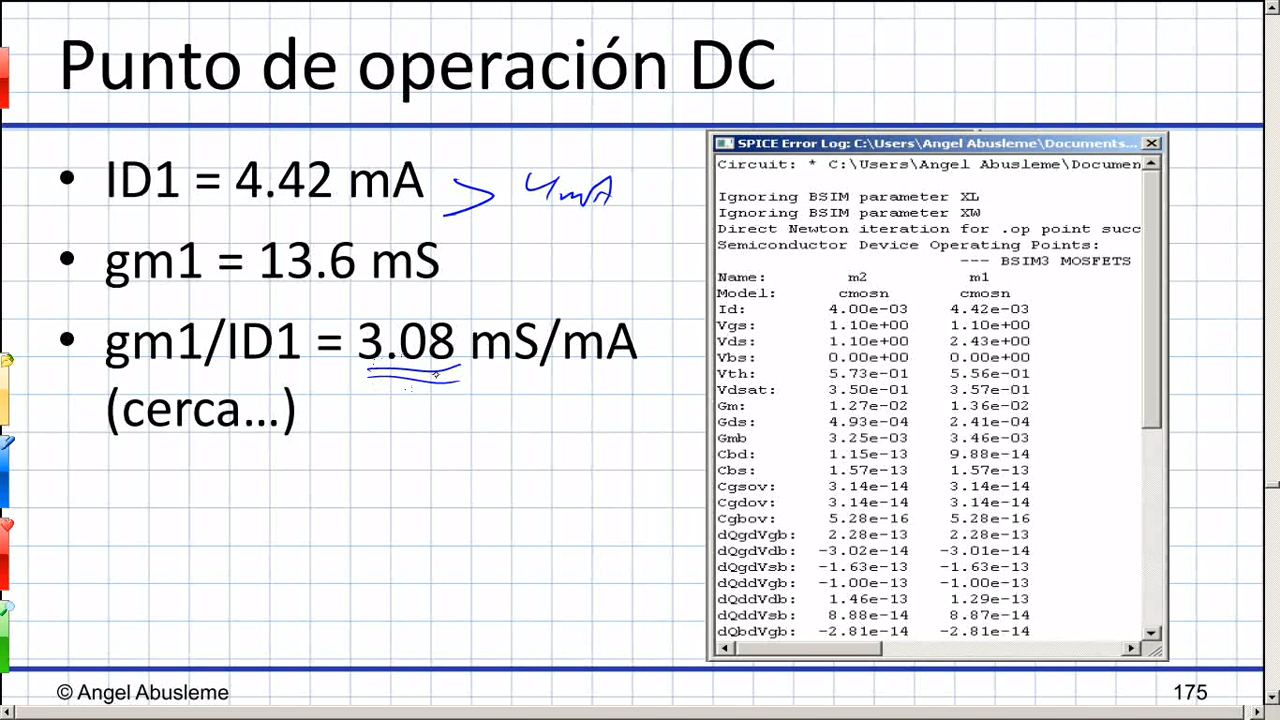 Punto de operación DC
• ID1 = 4.42 mA > 4mA
• gm1 = 13.6 mS
• gm1/ID1 = 3.08 mS/mA
(cerca...)
SPICE Error Log: C:\Users\Angel Abusleme\Documents...
Circuit: * C:\Users\Angel Abusleme\Documen
Ignoring BSIM parameter XL
Ignoring BSIM parameter XW
Direct Newton iteration for .op point succ
Semiconductor Device Operating Points:
--- BSIM3 MOSFETS
Name: m2 m1
Model: cmosn cmosn
Id: 4.00e-03 4.42e-03
Vgs: 1.10e+00 1.10e+00
Vds: 1.10e+00 2.43e+00
Vbs: 0.00e+00 0.00e+00
Vth: 5.73e-01 5.56e-01
Vdsat: 3.50e-01 3.57e-01
Gm: 1.27e-02 1.36e-02
Gds: 4.93e-04 2.41e-04
Gmb 3.25e-03 3.46e-03
Cbd: 1.15e-13 9.88e-14
Cbs: 1.57e-13 1.57e-13
Cgsov: 3.14e-14 3.14e-14
Cgdov: 3.14e-14 3.14e-14
Cgbov: 5.28e-16 5.28e-16
dQgdVgb: 2.28e-13 2.28e-13
dQgdVdb: -3.02e-14 -3.01e-14
dQgdVsb: -1.63e-13 -1.63e-13
dQddVgb: -1.00e-13 -1.00e-13
dQddVdb: 1.46e-13 1.29e-13
dQddVsb: 8.88e-14 8.87e-14
dQbdVgb: -2.81e-14 -2.81e-14
© Angel Abusleme
175